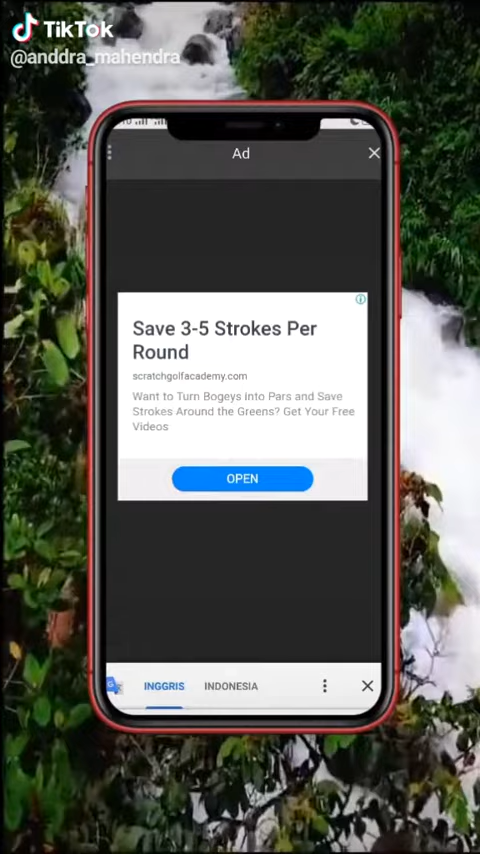 TikTok
@anddra_mahendra
Ad
Save 3-5 Strokes Per
Round
scratchgolfacademy.com
Want to Turn Bogeys into Pars and Save
Strokes Around the Greens? Get Your Free
Videos
OPEN
INGGRIS INDONESIA